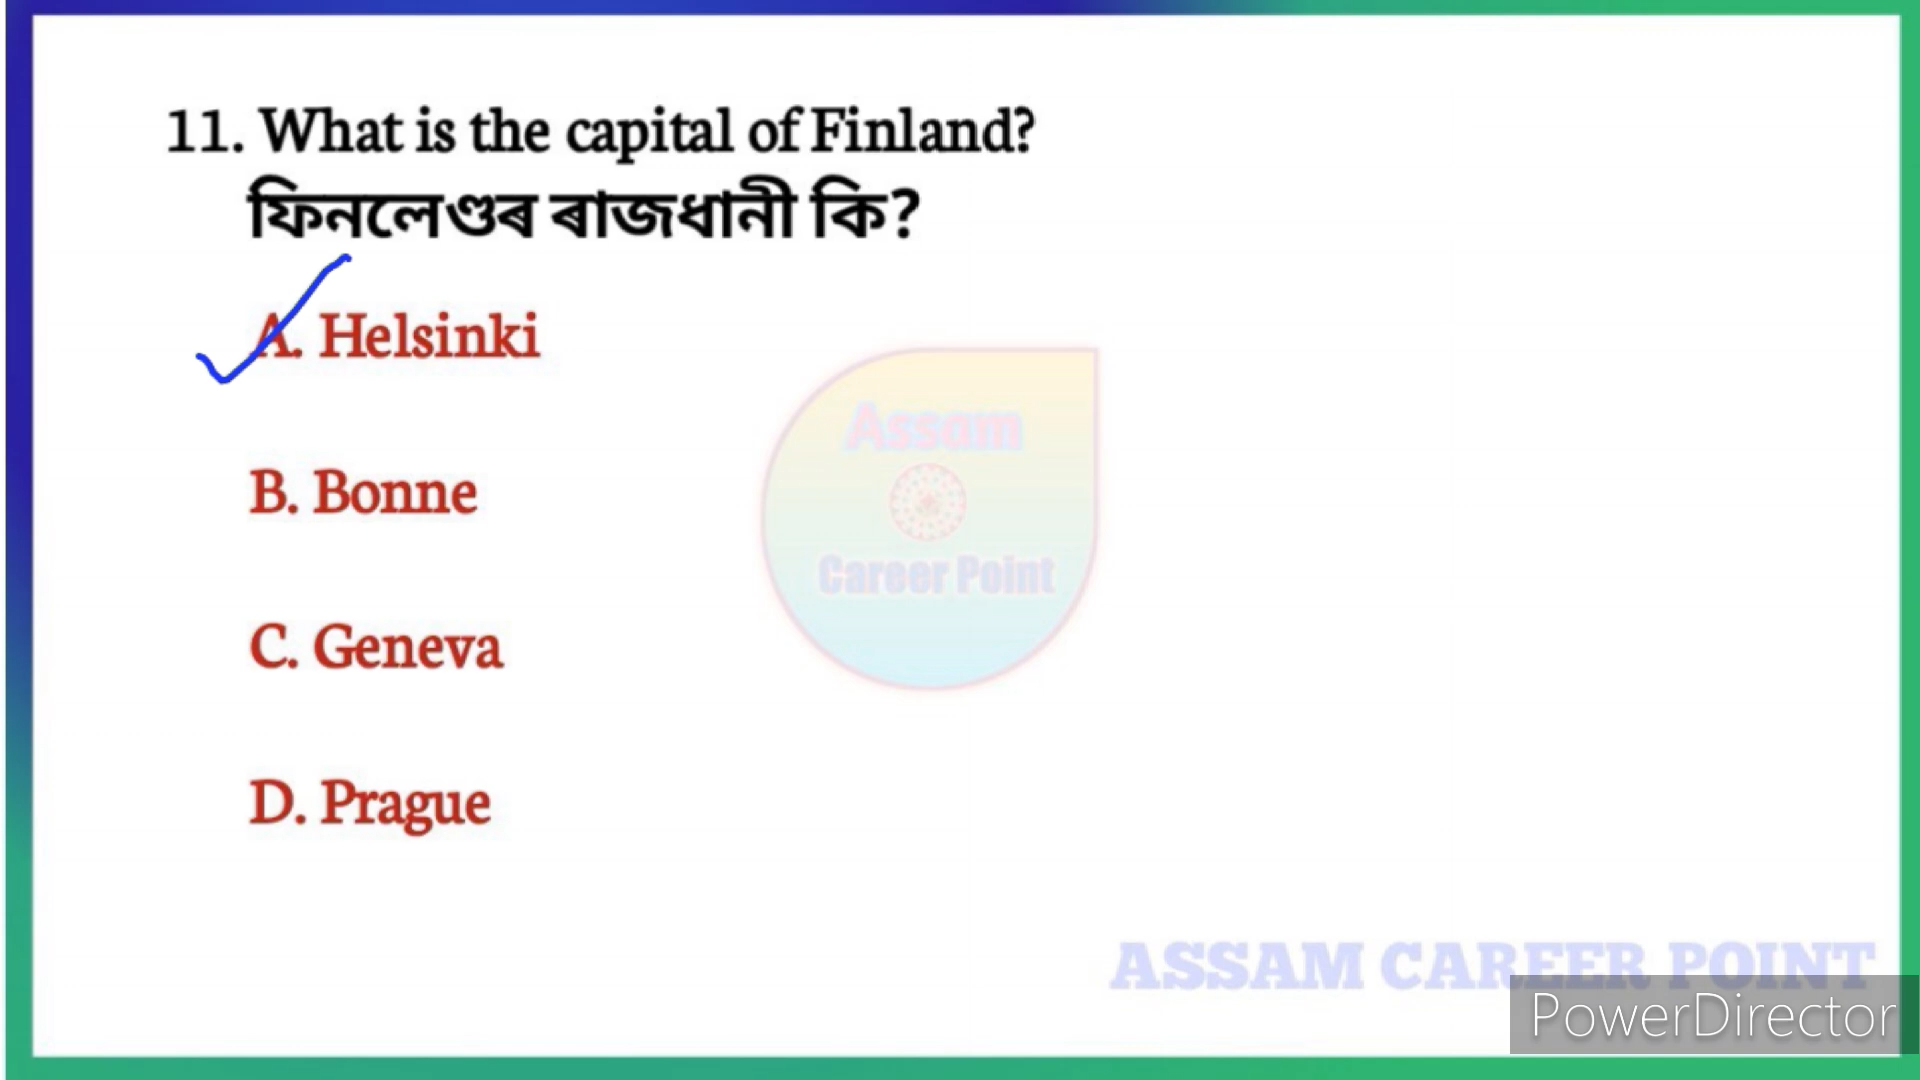 11. What is the capital of Finland?
ফিনলেণ্ডৰ ৰাজধানী কি?
A. Helsinki
B. Bonne
C. Geneva
D. Prague
Assam
Career Point
ASSAM CAREER POINT
PowerDirector